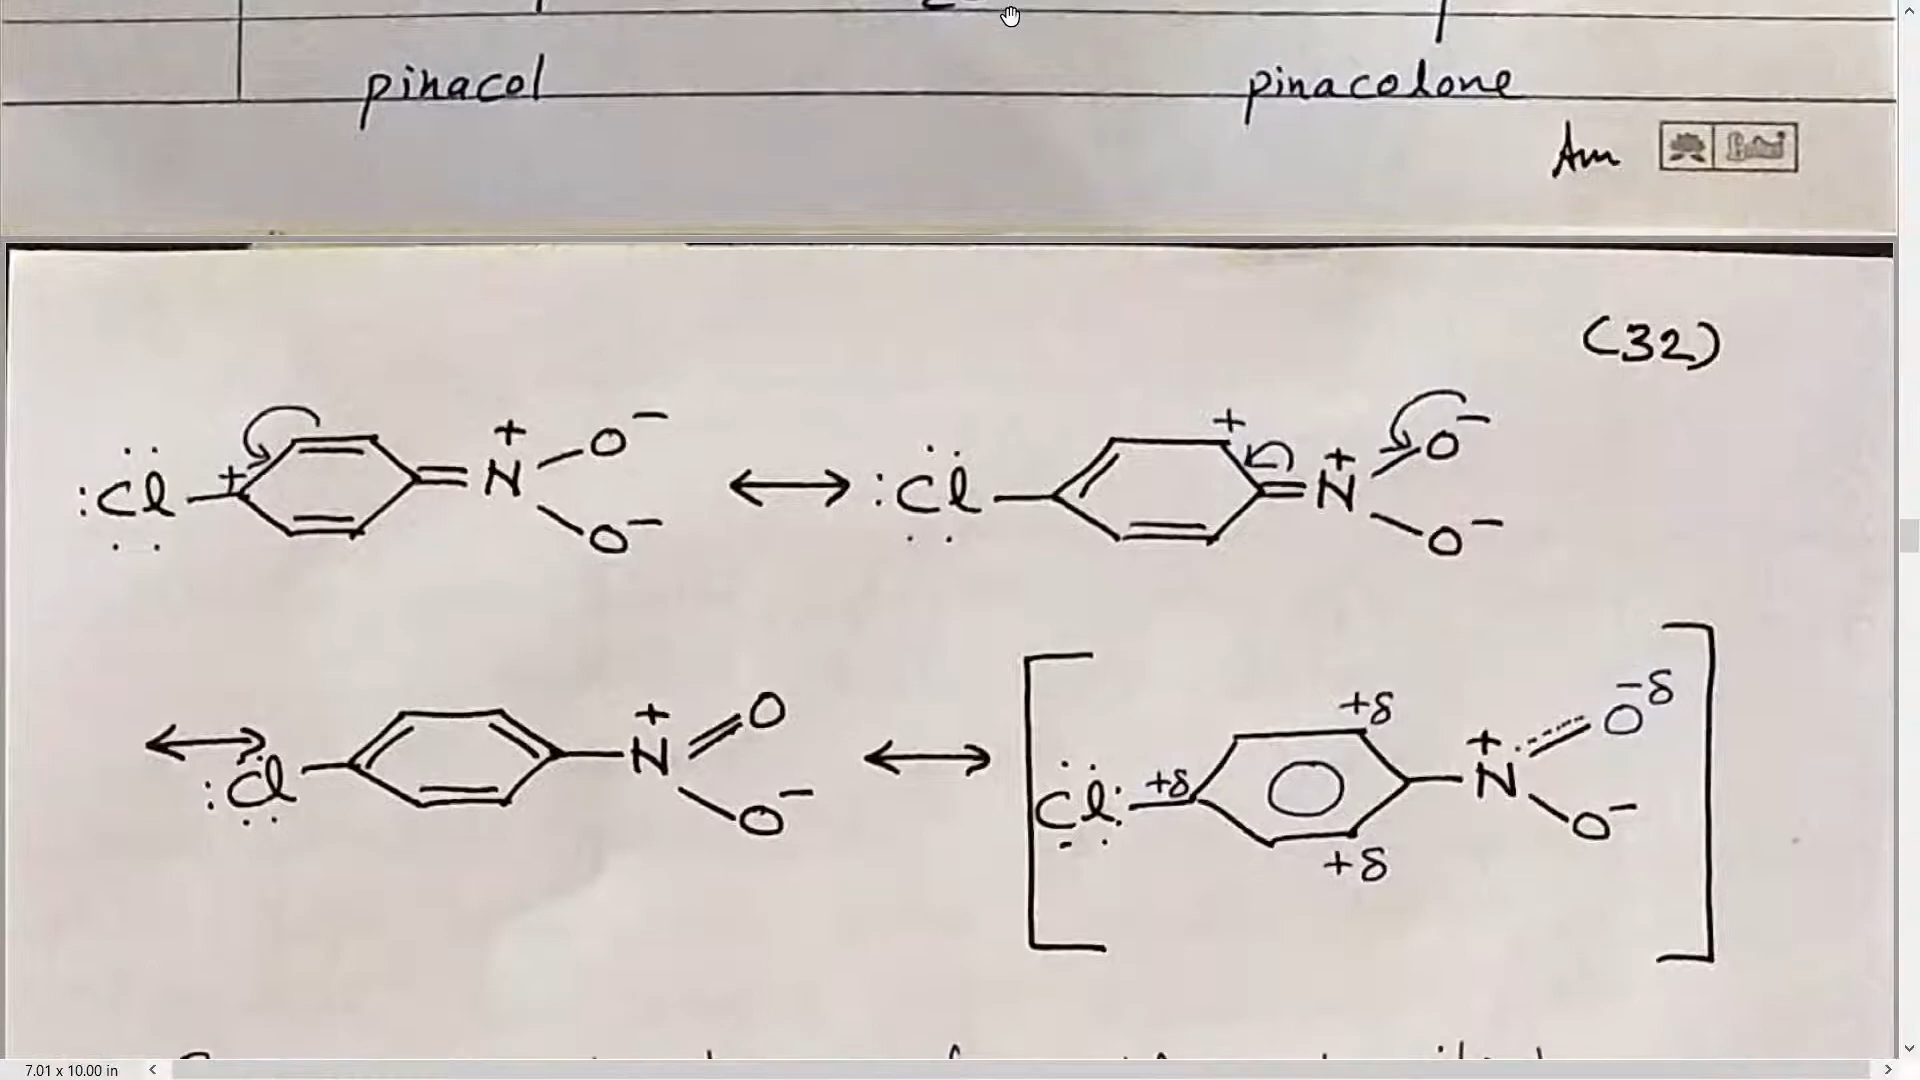 pinacol pinacolone
(32)
:Cl + N + O − O −
:Cl + N + O − O −
:Cl N + O O −
Cl: +δ +δ +δ N + O −δ O −
7.01 x 10.00 in